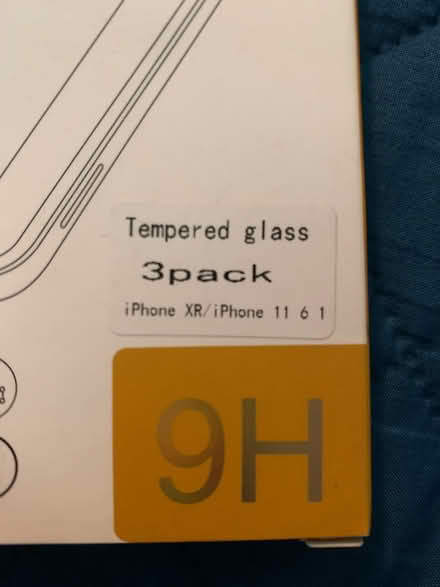 Tempered glass
3pack
iPhone XR/iPhone 11 6 1
9H